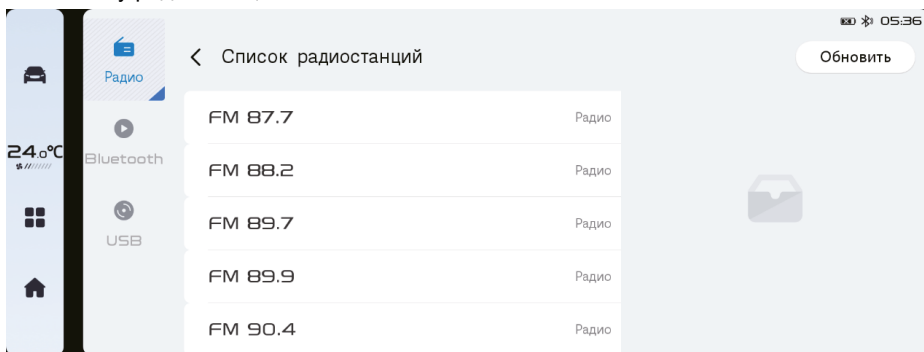 05:36
Радио
Список радиостанций
Обновить
FM 87.7
Радио
24.0°C
Bluetooth
FM 88.2
Радио
FM 89.7
Радио
USB
FM 89.9
Радио
FM 90.4
Радио